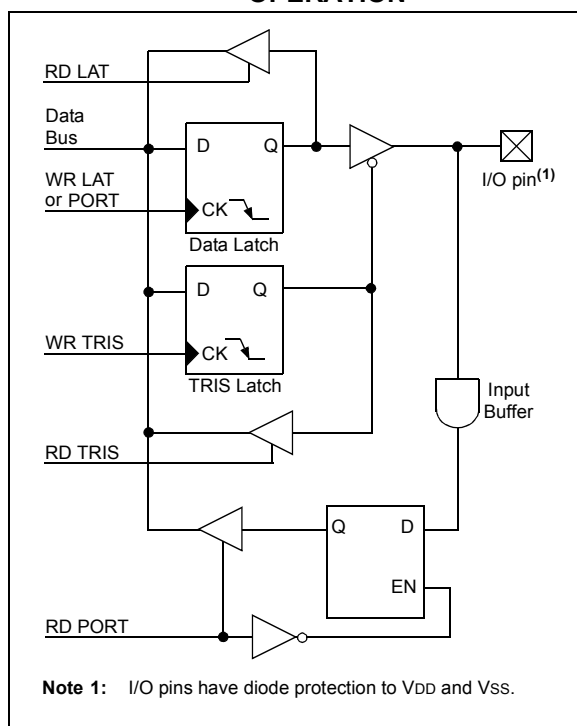 OPERATION
RD LAT
Data
Bus
D Q
WR LAT
or PORT
CK
Data Latch
I/O pin(1)
D Q
WR TRIS
CK
TRIS Latch
Input
Buffer
RD TRIS
Q D
EN
RD PORT
Note 1: I/O pins have diode protection to VDD and VSS.